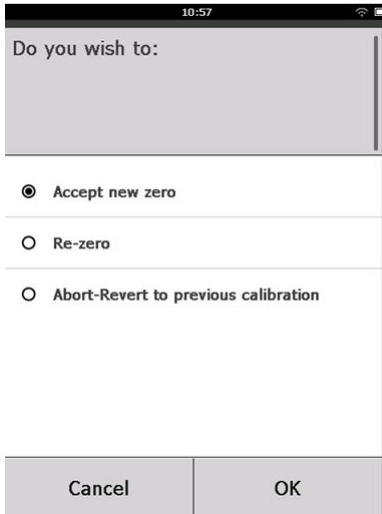 10:57
Do you wish to:
Accept new zero
Re-zero
Abort-Revert to previous calibration
Cancel
OK